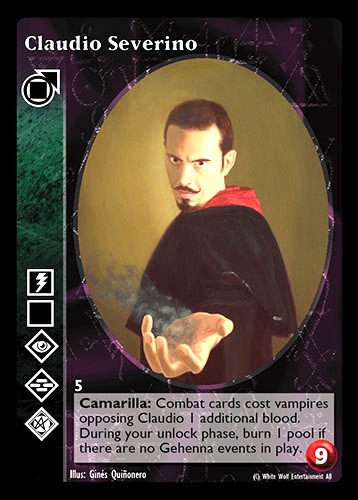 Claudio Severino
5
Camarilla: Combat cards cost vampires
opposing Claudio 1 additional blood.
During your unlock phase, burn 1 pool if
there are no Gehenna events in play.
9
Illus: Ginés Quiñonero
(C) White Wolf Entertainment AB